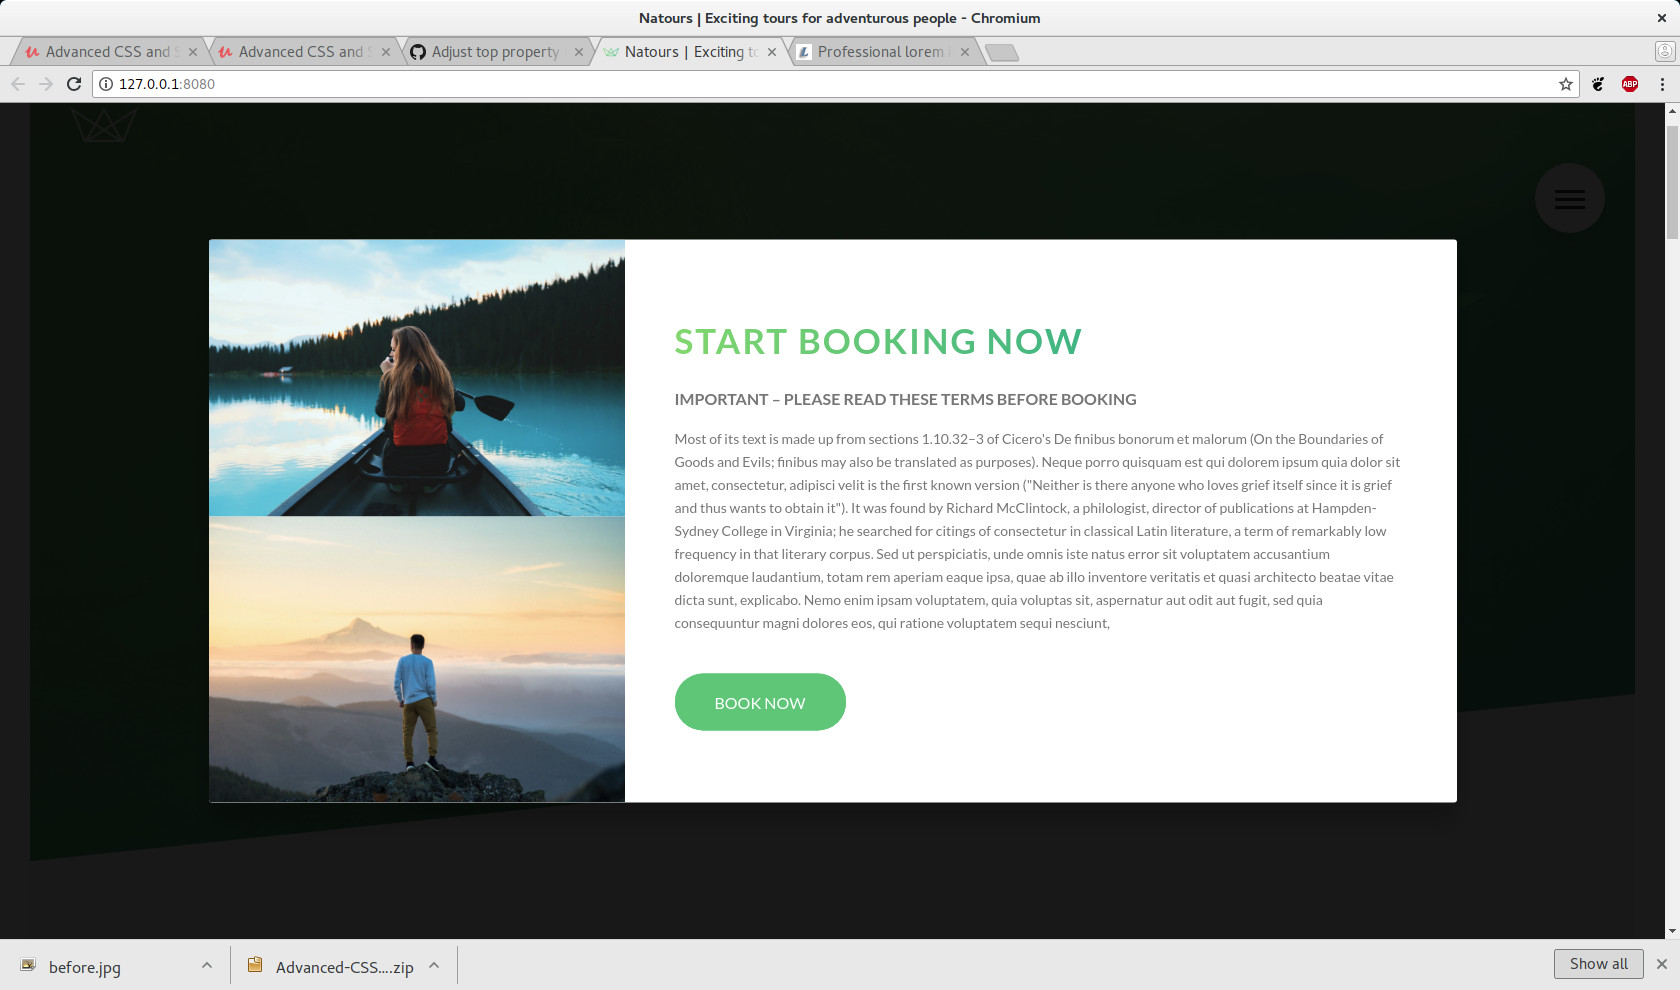 Natours | Exciting tours for adventurous people - Chromium
Advanced CSS and S
Advanced CSS and S
Adjust top property
Natours | Exciting to
Professional lorem
127.0.0.1:8080
ABP
START BOOKING NOW
IMPORTANT – PLEASE READ THESE TERMS BEFORE BOOKING
Most of its text is made up from sections 1.10.32–3 of Cicero's De finibus bonorum et malorum (On the Boundaries of
Goods and Evils; finibus may also be translated as purposes). Neque porro quisquam est qui dolorem ipsum quia dolor sit
amet, consectetur, adipisci velit is the first known version ("Neither is there anyone who loves grief itself since it is grief
and thus wants to obtain it"). It was found by Richard McClintock, a philologist, director of publications at Hampden-
Sydney College in Virginia; he searched for citings of consectetur in classical Latin literature, a term of remarkably low
frequency in that literary corpus. Sed ut perspiciatis, unde omnis iste natus error sit voluptatem accusantium
doloremque laudantium, totam rem aperiam eaque ipsa, quae ab illo inventore veritatis et quasi architecto beatae vitae
dicta sunt, explicabo. Nemo enim ipsam voluptatem, quia voluptas sit, aspernatur aut odit aut fugit, sed quia
consequuntur magni dolores eos, qui ratione voluptatem sequi nesciunt,
BOOK NOW
before.jpg
Advanced-CSS....zip
Show all